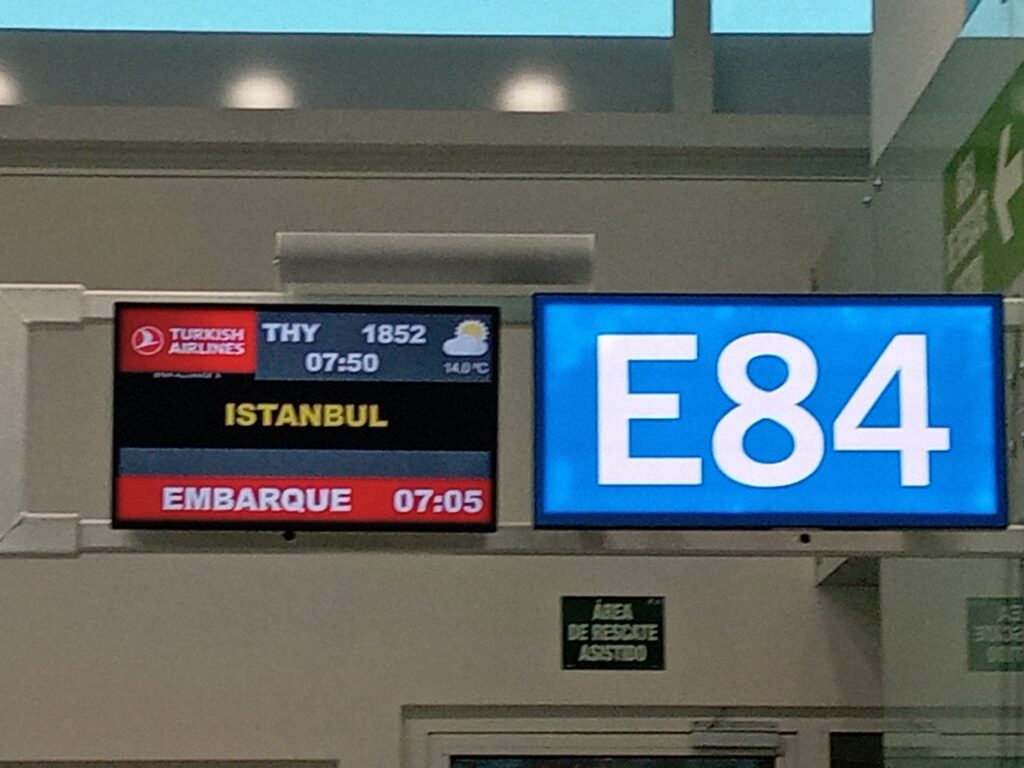 TURKISH
AIRLINES
THY 1852
07:50
14.0 °C
ISTANBUL
EMBARQUE 07:05
E84
ÁREA
DE RESCATE
ASISTIDO